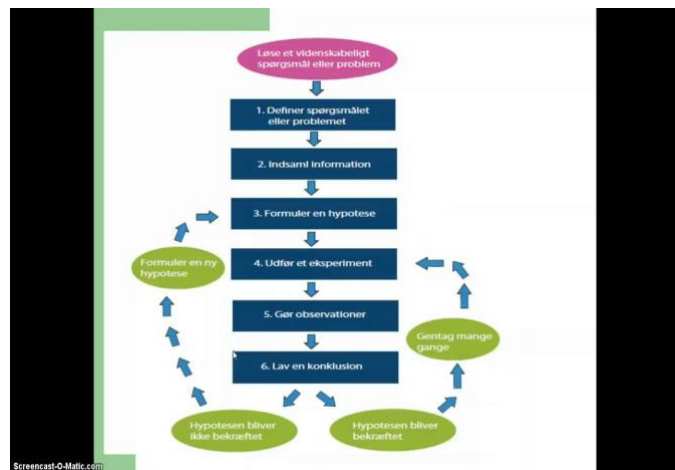 Løse et videnskabeligt
spørgsmål eller problem
1. Definer spørgsmålet
eller problemet
2. Indsaml information
3. Formuler en hypotese
Formuler en ny
hypotese
4. Udfør et eksperiment
5. Gør observationer
Gentag mange
gange
6. Lav en konklusion
Hypotesen bliver
ikke bekræftet
Hypotesen bliver
bekræftet
Screencast-O-Matic.com